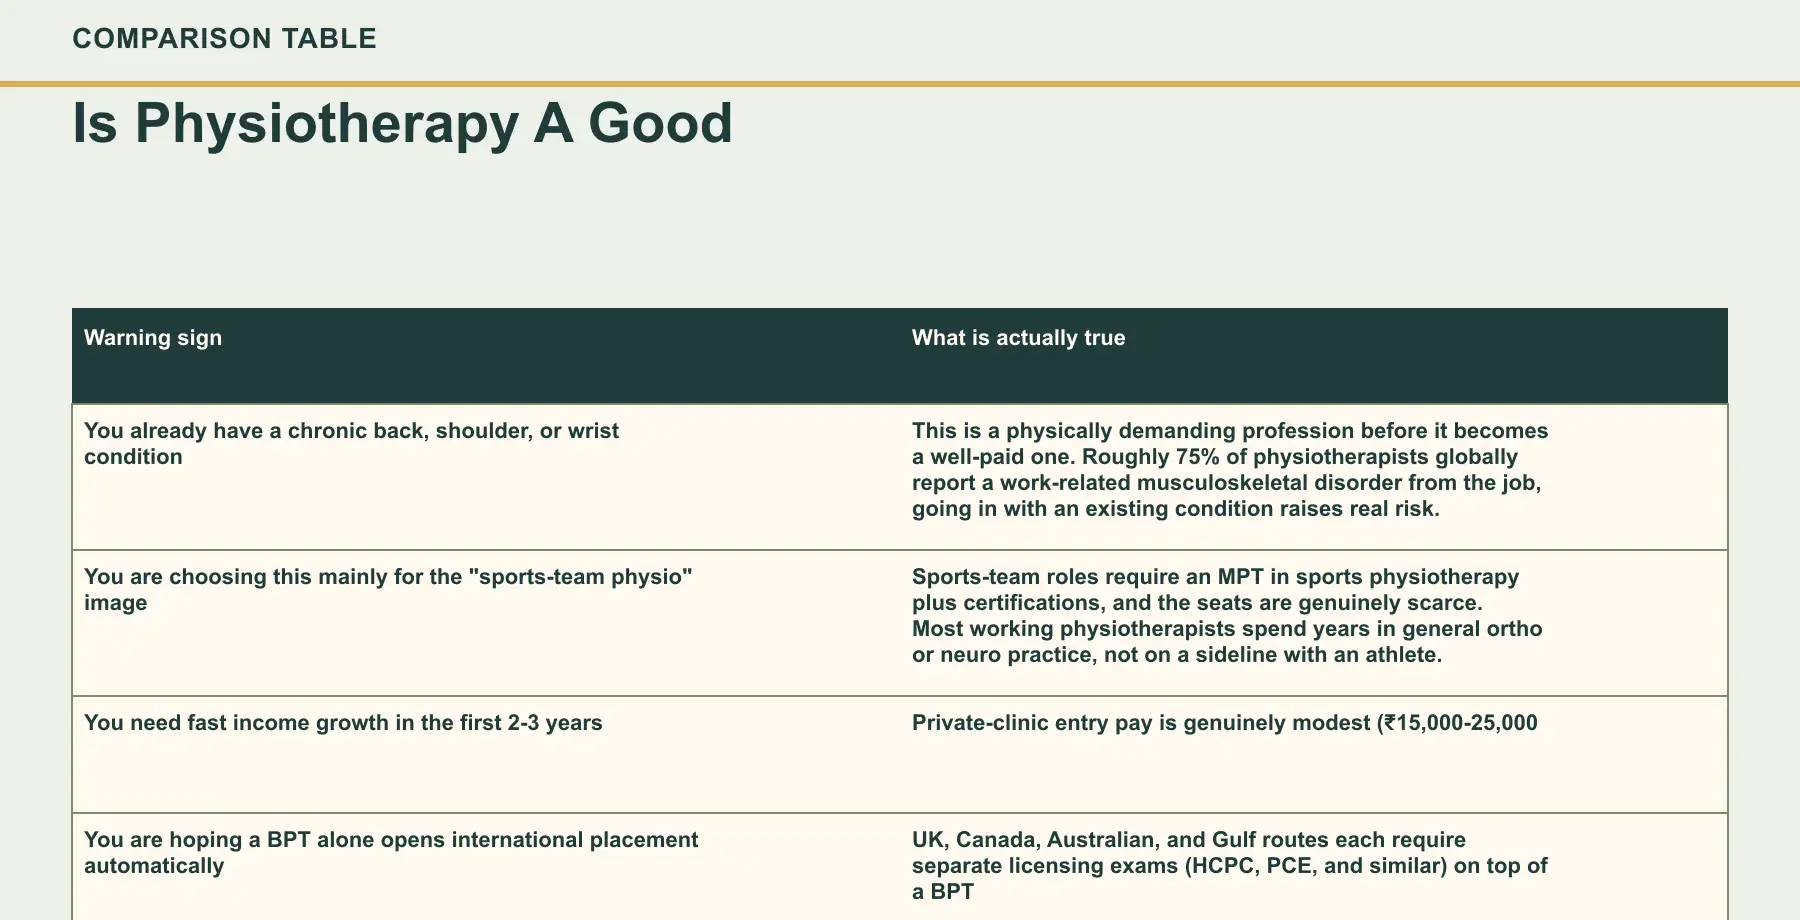 COMPARISON TABLE
Is Physiotherapy A Good
Warning sign
What is actually true
You already have a chronic back, shoulder, or wrist
condition
This is a physically demanding profession before it becomes
a well-paid one. Roughly 75% of physiotherapists globally
report a work-related musculoskeletal disorder from the job,
going in with an existing condition raises real risk.
You are choosing this mainly for the "sports-team physio"
image
Sports-team roles require an MPT in sports physiotherapy
plus certifications, and the seats are genuinely scarce.
Most working physiotherapists spend years in general ortho
or neuro practice, not on a sideline with an athlete.
You need fast income growth in the first 2-3 years
Private-clinic entry pay is genuinely modest (₹15,000-25,000
You are hoping a BPT alone opens international placement
automatically
UK, Canada, Australian, and Gulf routes each require
separate licensing exams (HCPC, PCE, and similar) on top of
a BPT